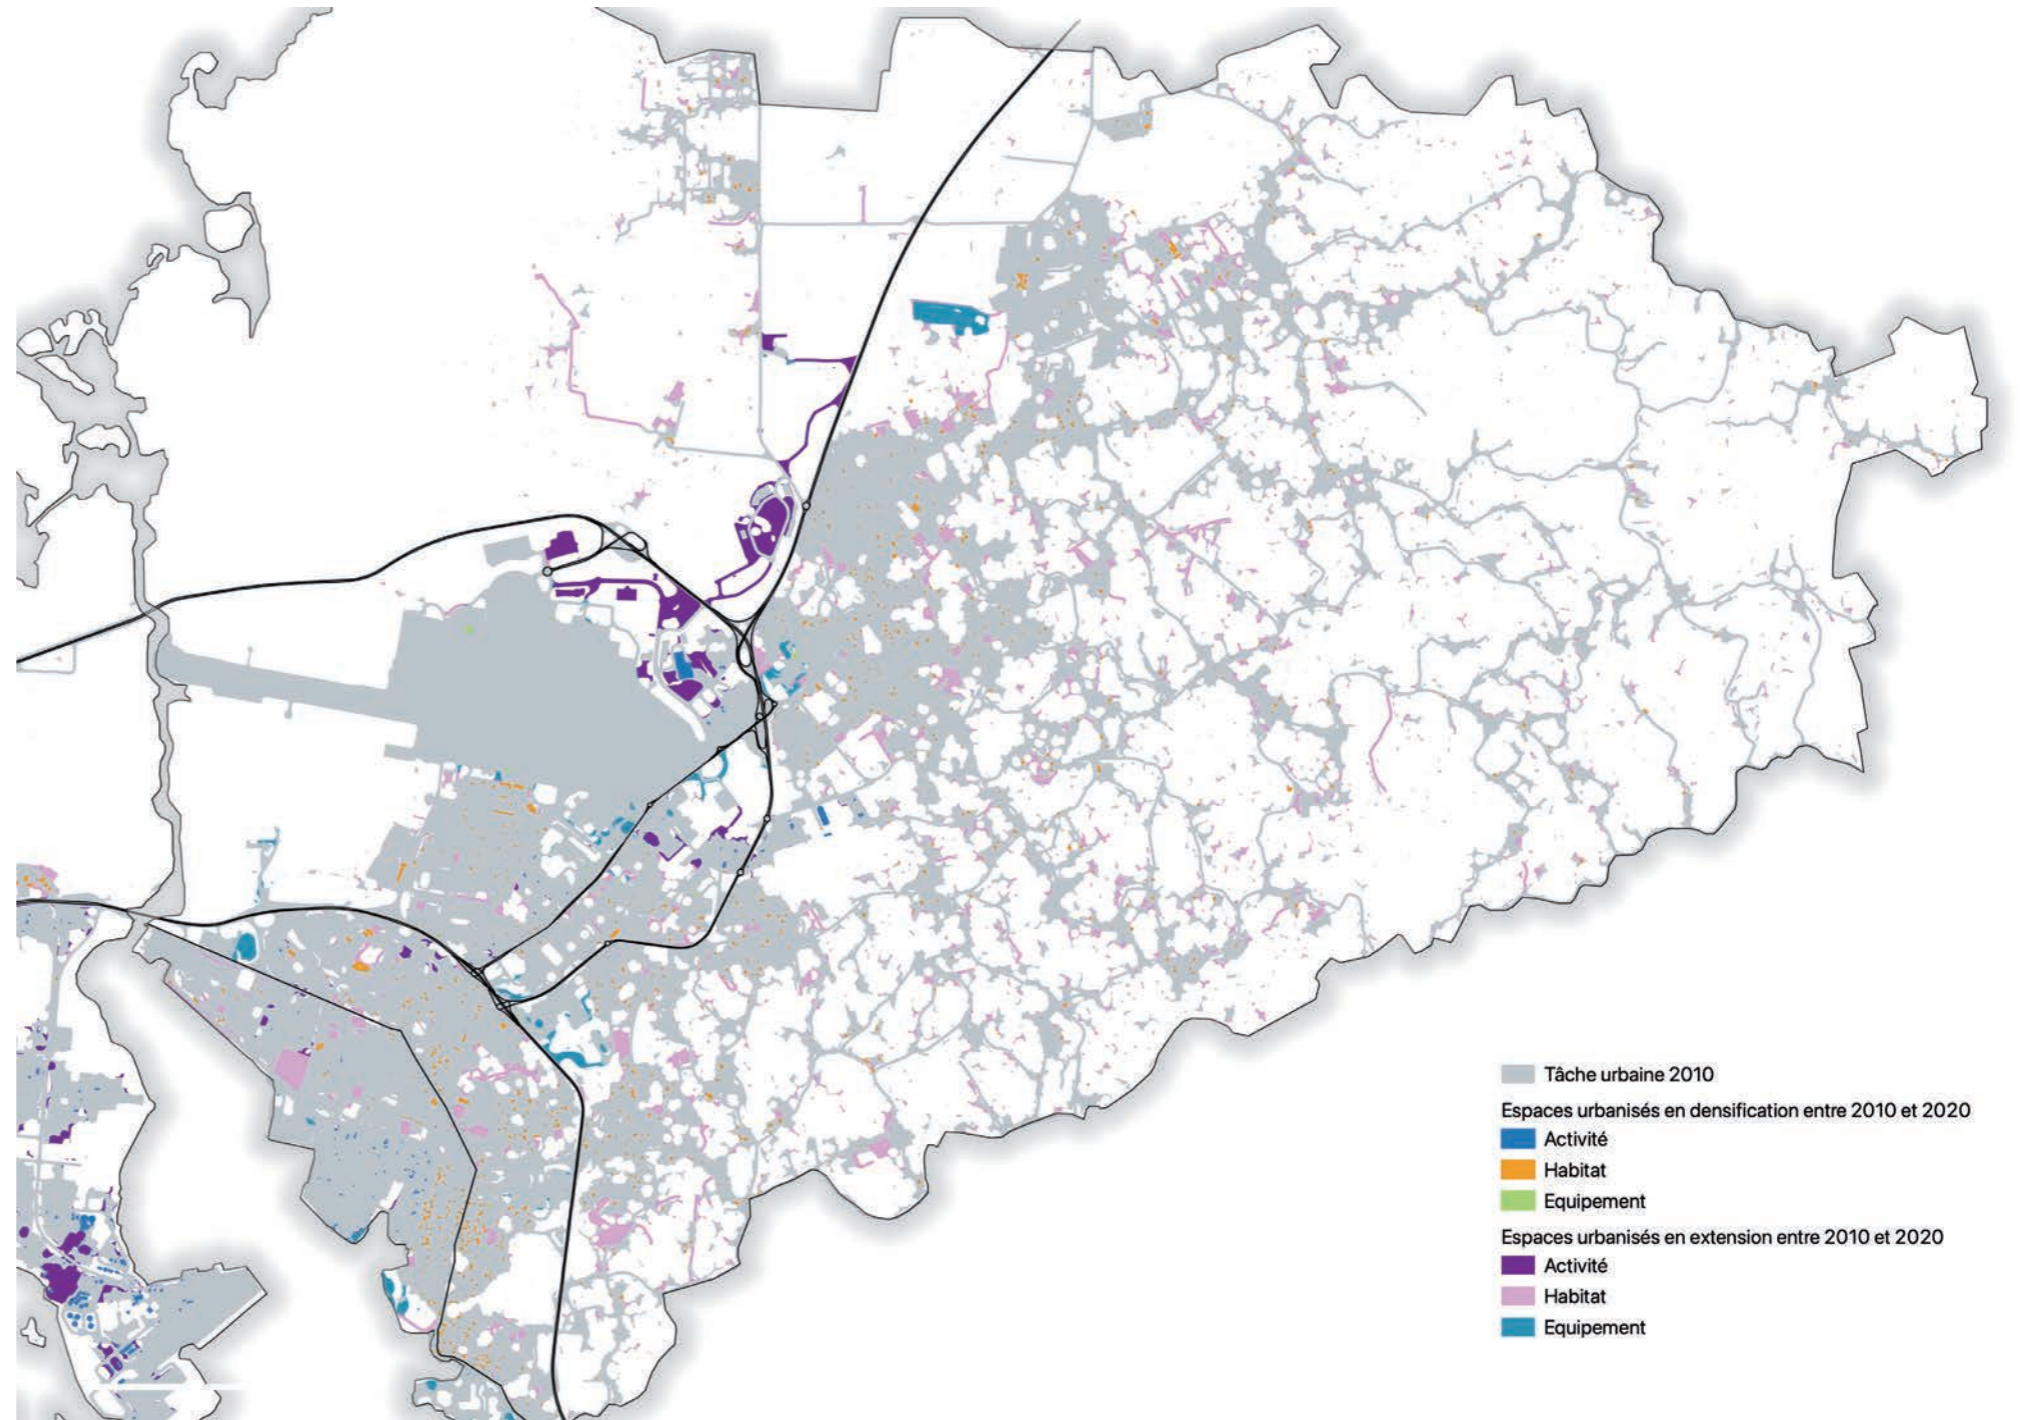 Tâche urbaine 2010
Espaces urbanisés en densification entre 2010 et 2020
Activité
Habitat
Equipement
Espaces urbanisés en extension entre 2010 et 2020
Activité
Habitat
Equipement